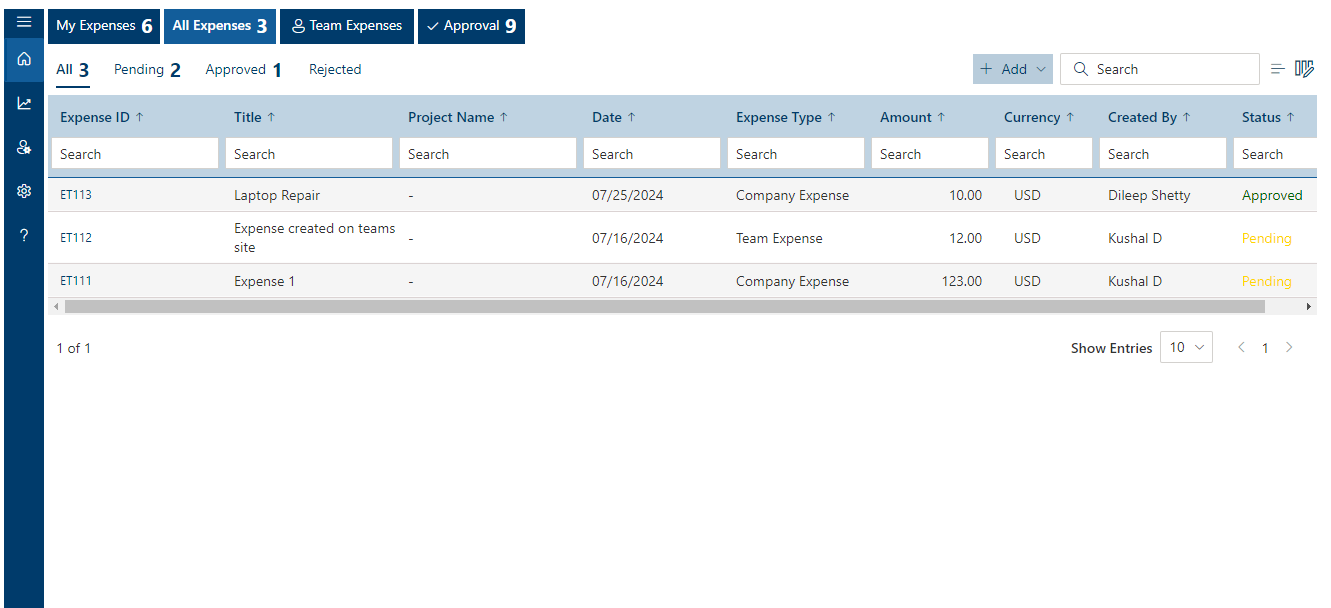 My Expenses 6 All Expenses 3 Team Expenses Approval 9
All 3 Pending 2 Approved 1 Rejected Add Search
Expense ID ↑ Title ↑ Project Name ↑ Date ↑ Expense Type ↑ Amount ↑ Currency ↑ Created By ↑ Status ↑
Search Search Search Search Search Search Search Search Search
ET113 Laptop Repair - 07/25/2024 Company Expense 10.00 USD Dileep Shetty Approved
ET112 Expense created on teams site - 07/16/2024 Team Expense 12.00 USD Kushal D Pending
ET111 Expense 1 - 07/16/2024 Company Expense 123.00 USD Kushal D Pending
1 of 1 Show Entries 10 1
?